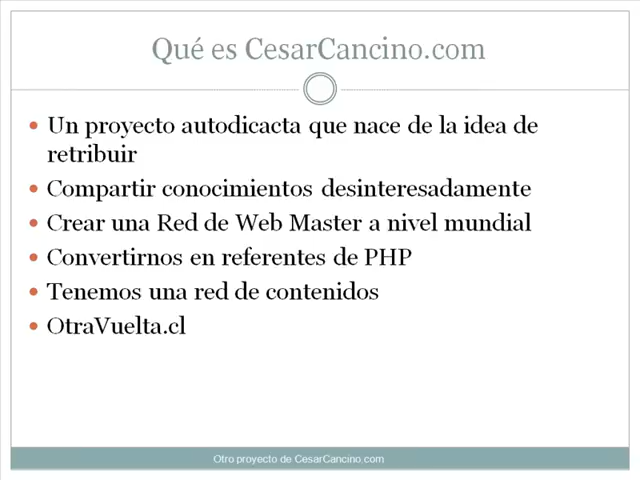 Qué es CesarCancino.com
Un proyecto autodicacta que nace de la idea de
retribuir
Compartir conocimientos desinteresadamente
Crear una Red de Web Master a nivel mundial
Convertirnos en referentes de PHP
Tenemos una red de contenidos
OtraVuelta.cl
Otro proyecto de CesarCancino.com